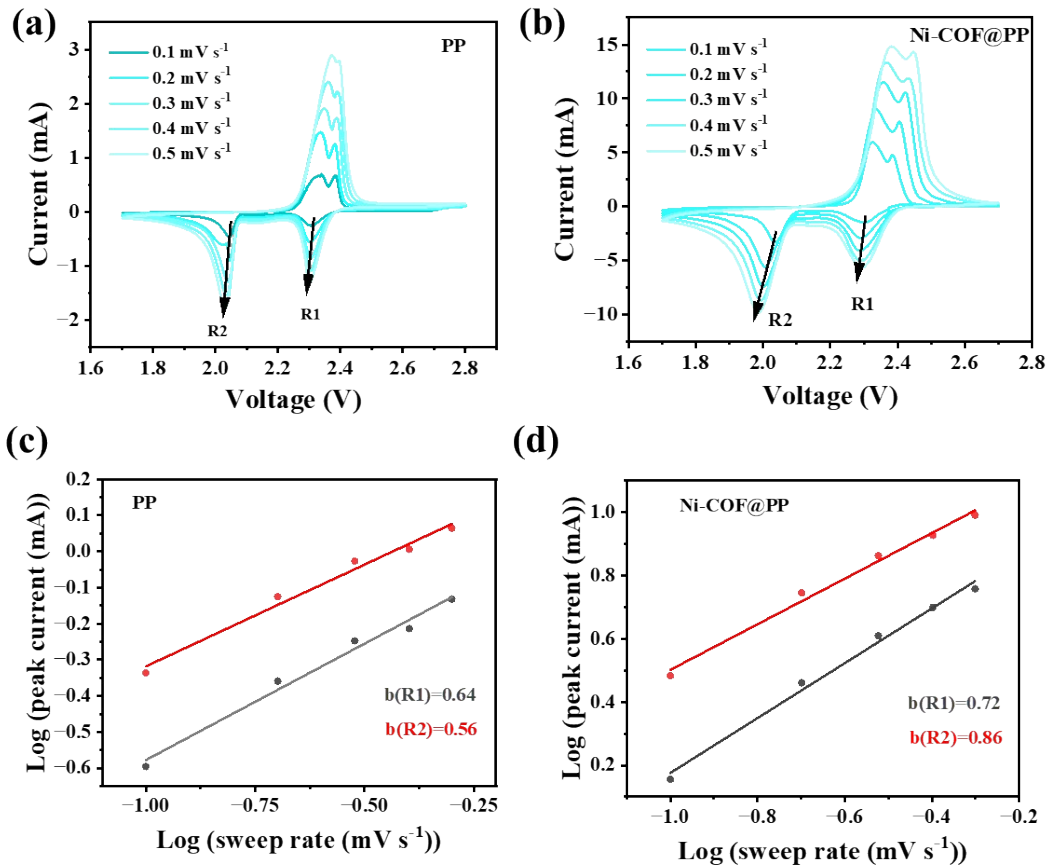 (a)
PP
0.1 mV s⁻¹
0.2 mV s⁻¹
0.3 mV s⁻¹
0.4 mV s⁻¹
0.5 mV s⁻¹
R2
R1
3
2
1
0
−1
−2
Current (mA)
1.6 1.8 2.0 2.2 2.4 2.6 2.8
Voltage (V)
(b)
Ni-COF@PP
0.1 mV s⁻¹
0.2 mV s⁻¹
0.3 mV s⁻¹
0.4 mV s⁻¹
0.5 mV s⁻¹
R2
R1
15
10
5
0
−5
−10
Current (mA)
1.6 1.8 2.0 2.2 2.4 2.6 2.8
Voltage (V)
(c)
PP
b(R1)=0.64
b(R2)=0.56
0.2
0.1
0.0
−0.1
−0.2
−0.3
−0.4
−0.5
−0.6
Log (peak current (mA))
−1.00 −0.75 −0.50 −0.25
Log (sweep rate (mV s⁻¹))
(d)
Ni-COF@PP
b(R1)=0.72
b(R2)=0.86
1.0
0.8
0.6
0.4
0.2
Log (peak current (mA))
−1.0 −0.8 −0.6 −0.4 −0.2
Log (sweep rate (mV s⁻¹))